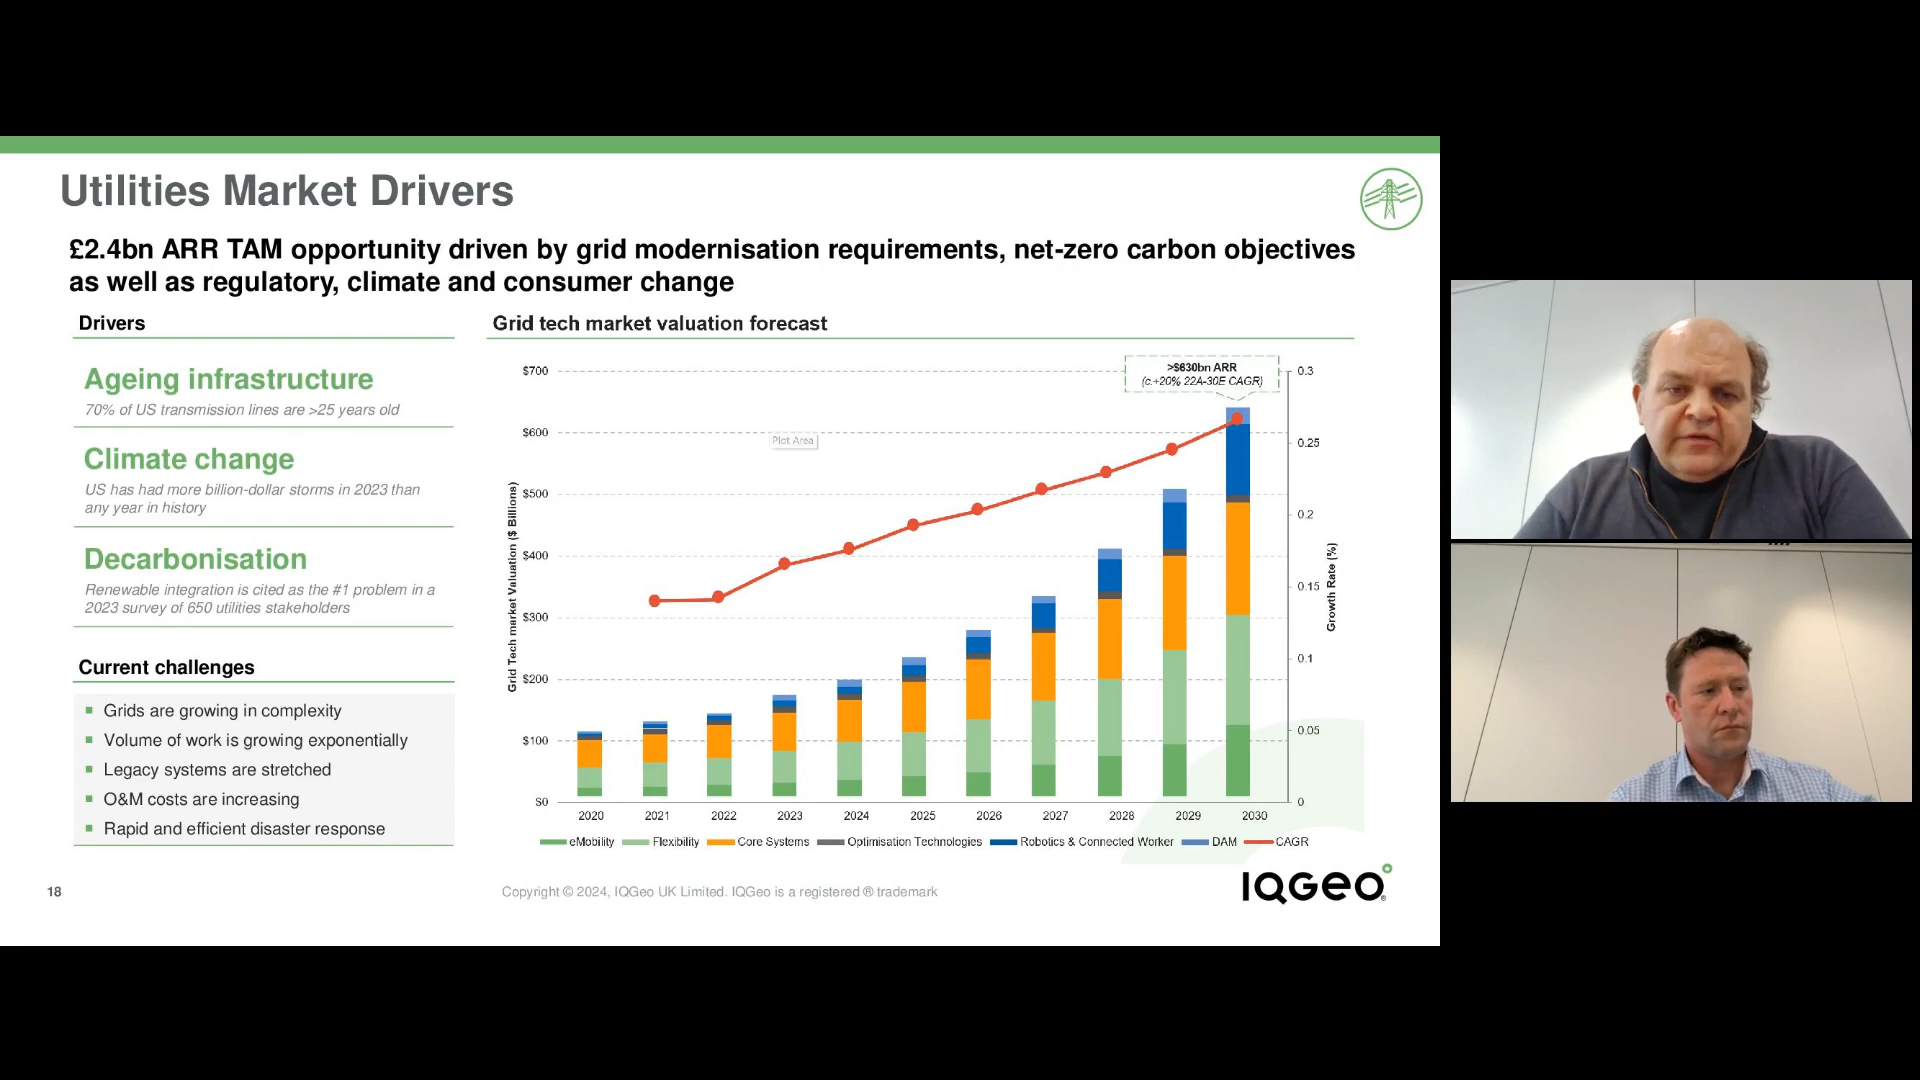 Utilities Market Drivers
£2.4bn ARR TAM opportunity driven by grid modernisation requirements, net-zero carbon objectives
as well as regulatory, climate and consumer change
Drivers
Ageing infrastructure
70% of US transmission lines are >25 years old
Climate change
US has had more billion-dollar storms in 2023 than
any year in history
Decarbonisation
Renewable integration is cited as the #1 problem in a
2023 survey of 650 utilities stakeholders
Current challenges
Grids are growing in complexity
Volume of work is growing exponentially
Legacy systems are stretched
O&M costs are increasing
Rapid and efficient disaster response
Grid tech market valuation forecast
>$630bn ARR
(c.+20% 22A-30E CAGR)
Plot Area
Grid Tech market Valuation ($ Billions)
$700
$600
$500
$400
$300
$200
$100
$0
0.3
0.25
0.2
0.15
0.1
0.05
0
Growth Rate (%)
2020 2021 2022 2023 2024 2025 2026 2027 2028 2029 2030
eMobility Flexibility Core Systems Optimisation Technologies Robotics & Connected Worker DAM CAGR
18
Copyright © 2024, IQGeo UK Limited. IQGeo is a registered ® trademark
IQGeo®